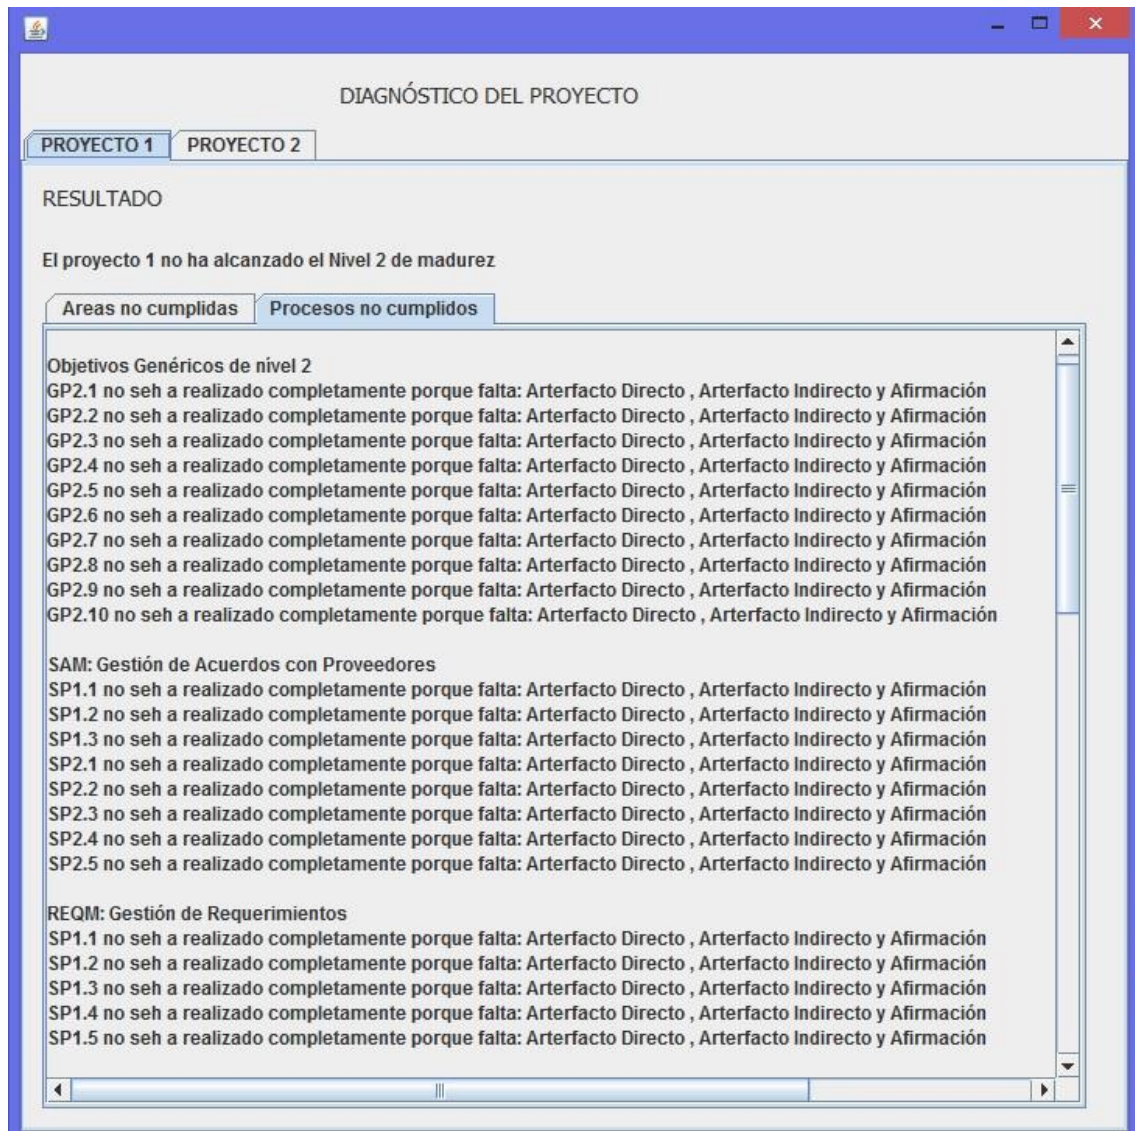 DIAGNÓSTICO DEL PROYECTO
PROYECTO 1 PROYECTO 2
RESULTADO
El proyecto 1 no ha alcanzado el Nivel 2 de madurez
Areas no cumplidas Procesos no cumplidos
Objetivos Genéricos de nivel 2
GP2.1 no seh a realizado completamente porque falta: Arterfacto Directo , Arterfacto Indirecto y Afirmación
GP2.2 no seh a realizado completamente porque falta: Arterfacto Directo , Arterfacto Indirecto y Afirmación
GP2.3 no seh a realizado completamente porque falta: Arterfacto Directo , Arterfacto Indirecto y Afirmación
GP2.4 no seh a realizado completamente porque falta: Arterfacto Directo , Arterfacto Indirecto y Afirmación
GP2.5 no seh a realizado completamente porque falta: Arterfacto Directo , Arterfacto Indirecto y Afirmación
GP2.6 no seh a realizado completamente porque falta: Arterfacto Directo , Arterfacto Indirecto y Afirmación
GP2.7 no seh a realizado completamente porque falta: Arterfacto Directo , Arterfacto Indirecto y Afirmación
GP2.8 no seh a realizado completamente porque falta: Arterfacto Directo , Arterfacto Indirecto y Afirmación
GP2.9 no seh a realizado completamente porque falta: Arterfacto Directo , Arterfacto Indirecto y Afirmación
GP2.10 no seh a realizado completamente porque falta: Arterfacto Directo , Arterfacto Indirecto y Afirmación
SAM: Gestión de Acuerdos con Proveedores
SP1.1 no seh a realizado completamente porque falta: Arterfacto Directo , Arterfacto Indirecto y Afirmación
SP1.2 no seh a realizado completamente porque falta: Arterfacto Directo , Arterfacto Indirecto y Afirmación
SP1.3 no seh a realizado completamente porque falta: Arterfacto Directo , Arterfacto Indirecto y Afirmación
SP2.1 no seh a realizado completamente porque falta: Arterfacto Directo , Arterfacto Indirecto y Afirmación
SP2.2 no seh a realizado completamente porque falta: Arterfacto Directo , Arterfacto Indirecto y Afirmación
SP2.3 no seh a realizado completamente porque falta: Arterfacto Directo , Arterfacto Indirecto y Afirmación
SP2.4 no seh a realizado completamente porque falta: Arterfacto Directo , Arterfacto Indirecto y Afirmación
SP2.5 no seh a realizado completamente porque falta: Arterfacto Directo , Arterfacto Indirecto y Afirmación
REQM: Gestión de Requerimientos
SP1.1 no seh a realizado completamente porque falta: Arterfacto Directo , Arterfacto Indirecto y Afirmación
SP1.2 no seh a realizado completamente porque falta: Arterfacto Directo , Arterfacto Indirecto y Afirmación
SP1.3 no seh a realizado completamente porque falta: Arterfacto Directo , Arterfacto Indirecto y Afirmación
SP1.4 no seh a realizado completamente porque falta: Arterfacto Directo , Arterfacto Indirecto y Afirmación
SP1.5 no seh a realizado completamente porque falta: Arterfacto Directo , Arterfacto Indirecto y Afirmación